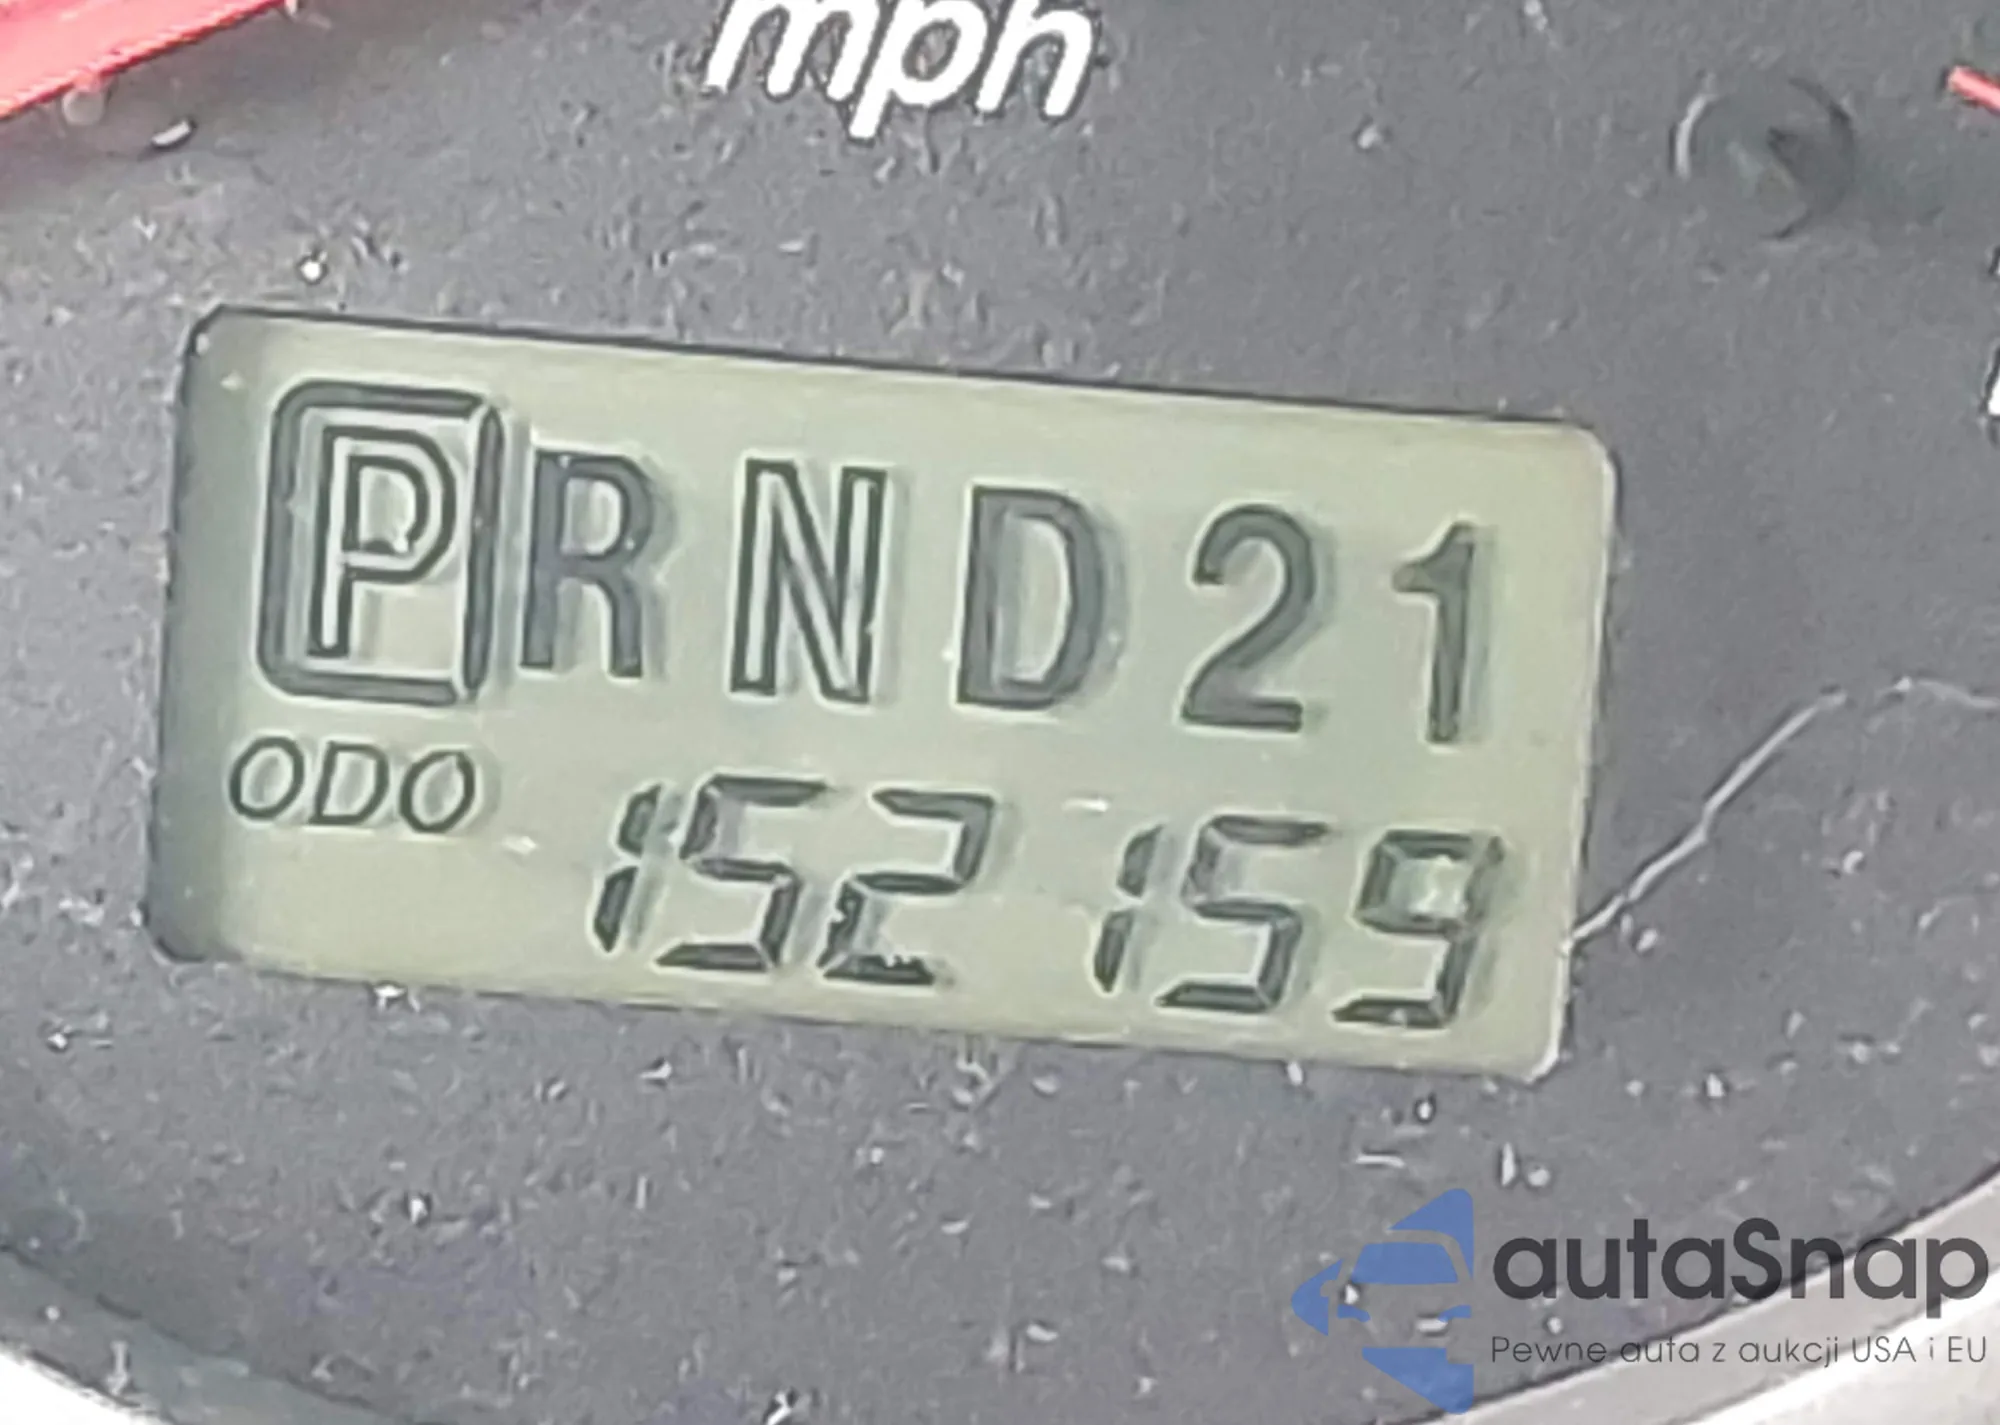 mph
PRND21
ODO 152159
autaSnap
Pewne auta z aukcji USA i EU